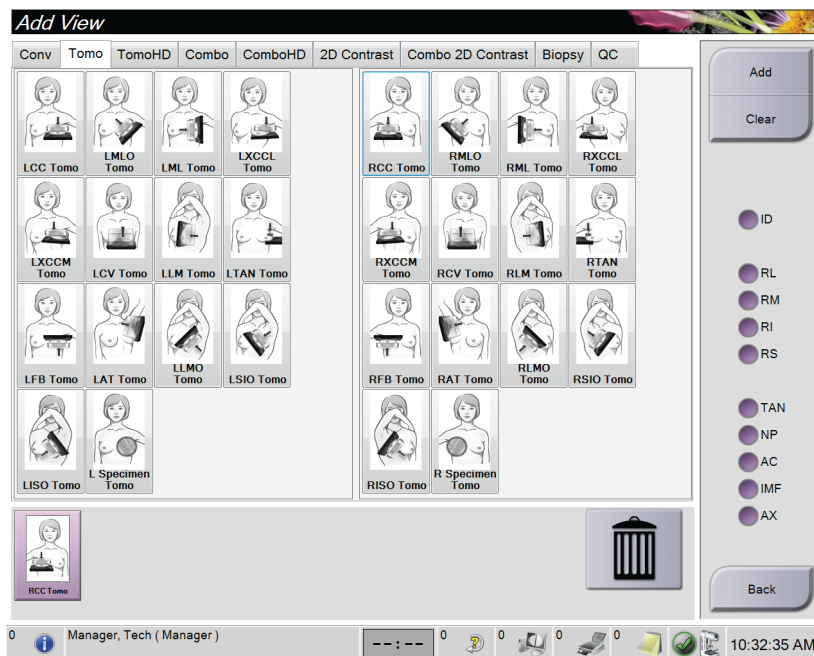 Add View
Conv Tomo TomoHD Combo ComboHD 2D Contrast Combo 2D Contrast Biopsy QC
LCC Tomo
LMLO
Tomo
LML Tomo
LXCCL
Tomo
RCC Tomo
RMLO
Tomo
RML Tomo
RXCCL
Tomo
LXCCM
Tomo
LCV Tomo
LLM Tomo
LTAN Tomo
RXCCM
Tomo
RCV Tomo
RLM Tomo
RTAN
Tomo
LFB Tomo
LAT Tomo
LLMO
Tomo
LSIO Tomo
RFB Tomo
RAT Tomo
RLMO
Tomo
RSIO Tomo
LISO Tomo
L Specimen
Tomo
RISO Tomo
R Specimen
Tomo
RCC Tomo
Add
Clear
ID
RL
RM
RI
RS
TAN
NP
AC
IMF
AX
Back
0 Manager, Tech ( Manager ) --:-- 0 0 0 0 10:32:35 AM